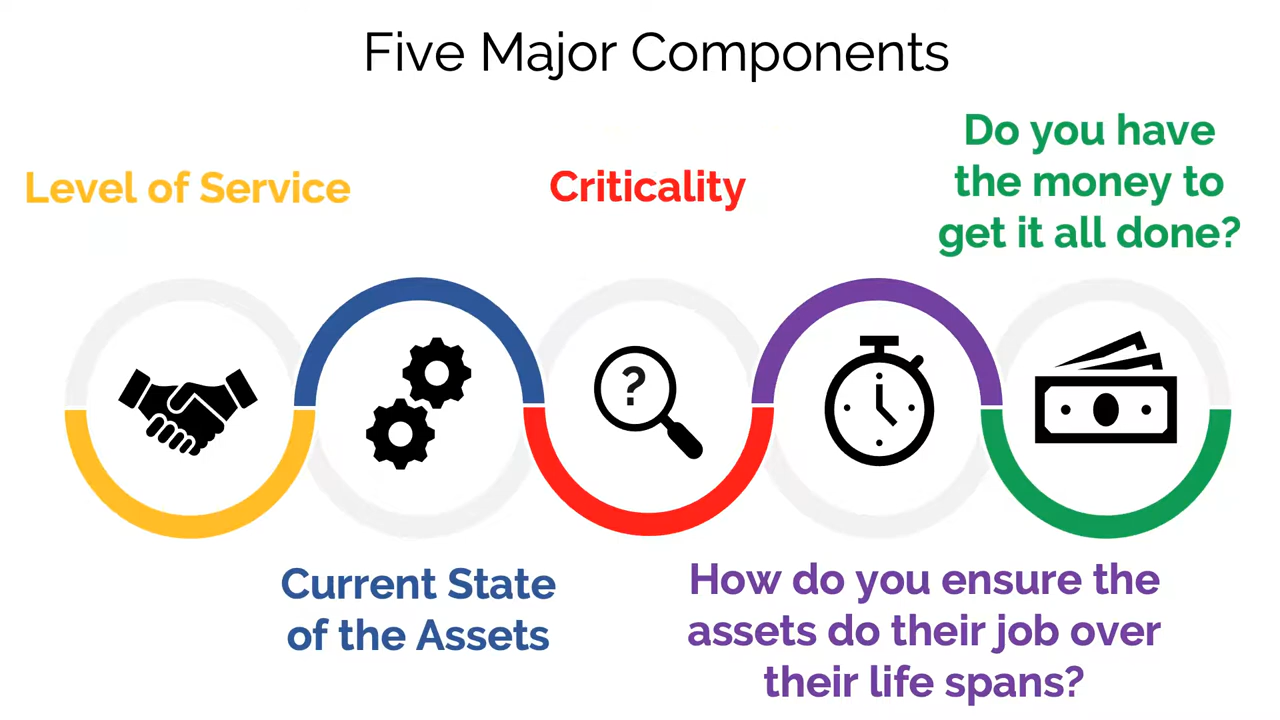 Five Major Components
Level of Service
Current State
of the Assets
Criticality
?
How do you ensure the
assets do their job over
their life spans?
Do you have
the money to
get it all done?